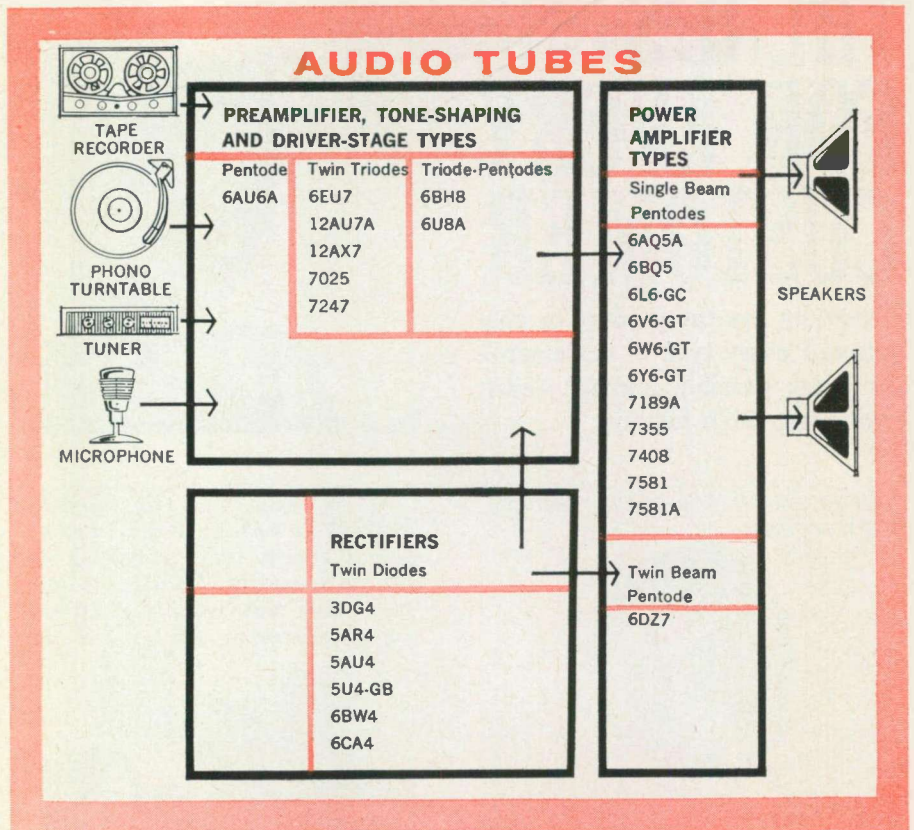 AUDIO TUBES
TAPE
RECORDER
PHONO
TURNTABLE
TUNER
MICROPHONE
PREAMPLIFIER, TONE-SHAPING
AND DRIVER-STAGE TYPES
Pentode
6AU6A
Twin Triodes
6EU7
12AU7A
12AX7
7025
7247
Triode-Pentodes
6BH8
6U8A
RECTIFIERS
Twin Diodes
3DG4
5AR4
5AU4
5U4-GB
6BW4
6CA4
POWER
AMPLIFIER
TYPES
Single Beam
Pentodes
6AQ5A
6BQ5
6L6-GC
6V6-GT
6W6-GT
6Y6-GT
7189A
7355
7408
7581
7581A
Twin Beam
Pentode
6DZ7
SPEAKERS